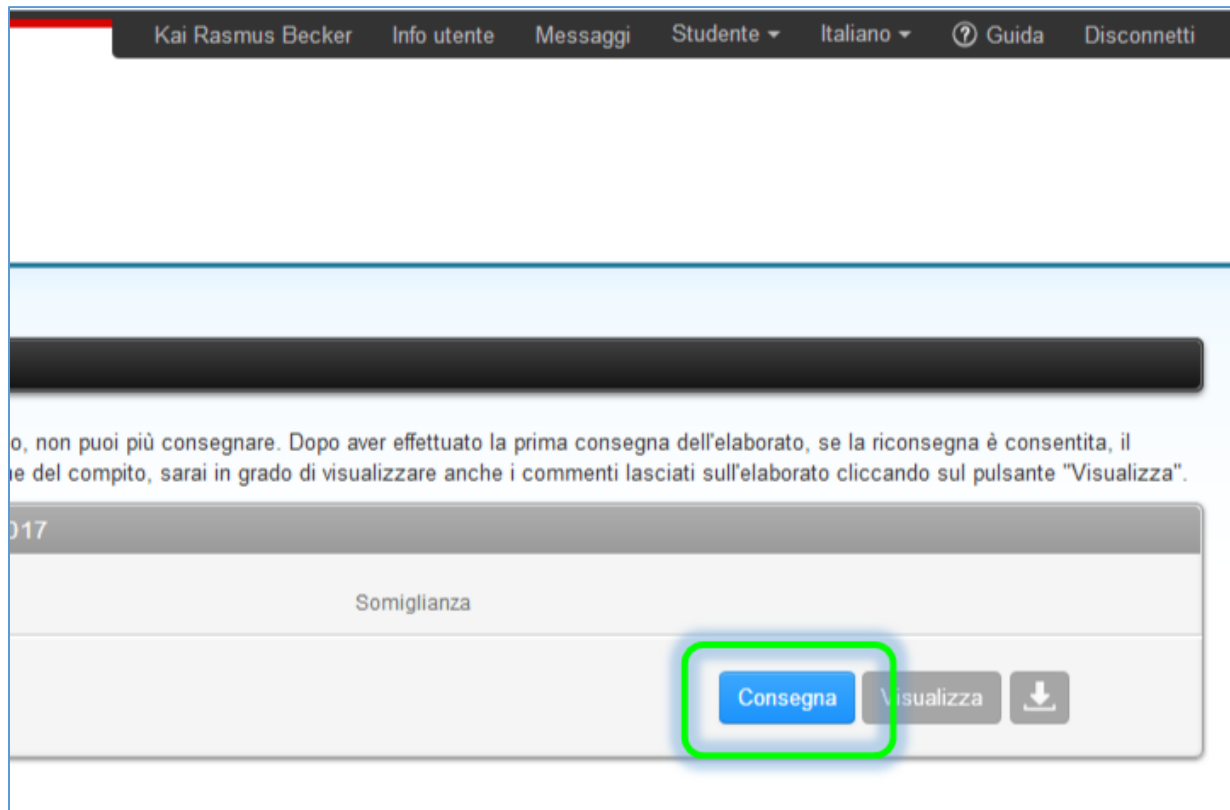 Kai Rasmus Becker Info utente Messaggi Studente Italiano ? Guida Disconnetti
o, non puoi più consegnare. Dopo aver effettuato la prima consegna dell'elaborato, se la riconsegna è consentita, il
ne del compito, sarai in grado di visualizzare anche i commenti lasciati sull'elaborato cliccando sul pulsante "Visualizza".
017
Somiglianza
Consegna Visualizza